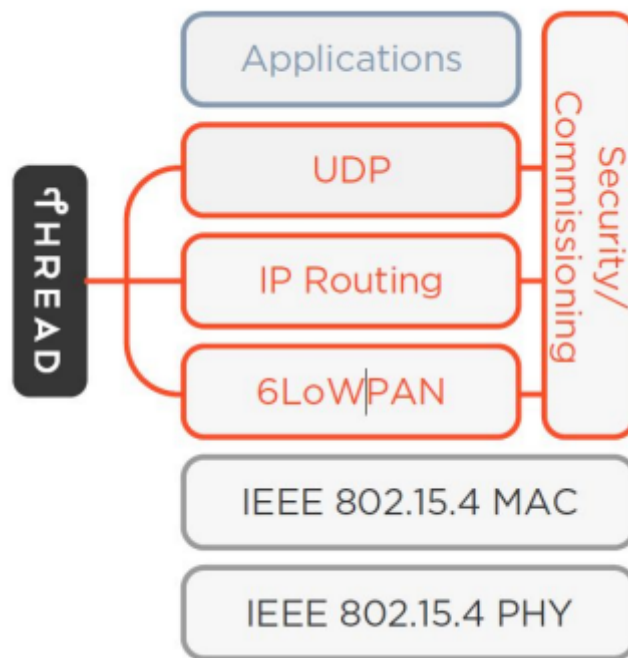 Applications
UDP
IP Routing
6LoWPAN
Security/
Commissioning
THREAD
IEEE 802.15.4 MAC
IEEE 802.15.4 PHY